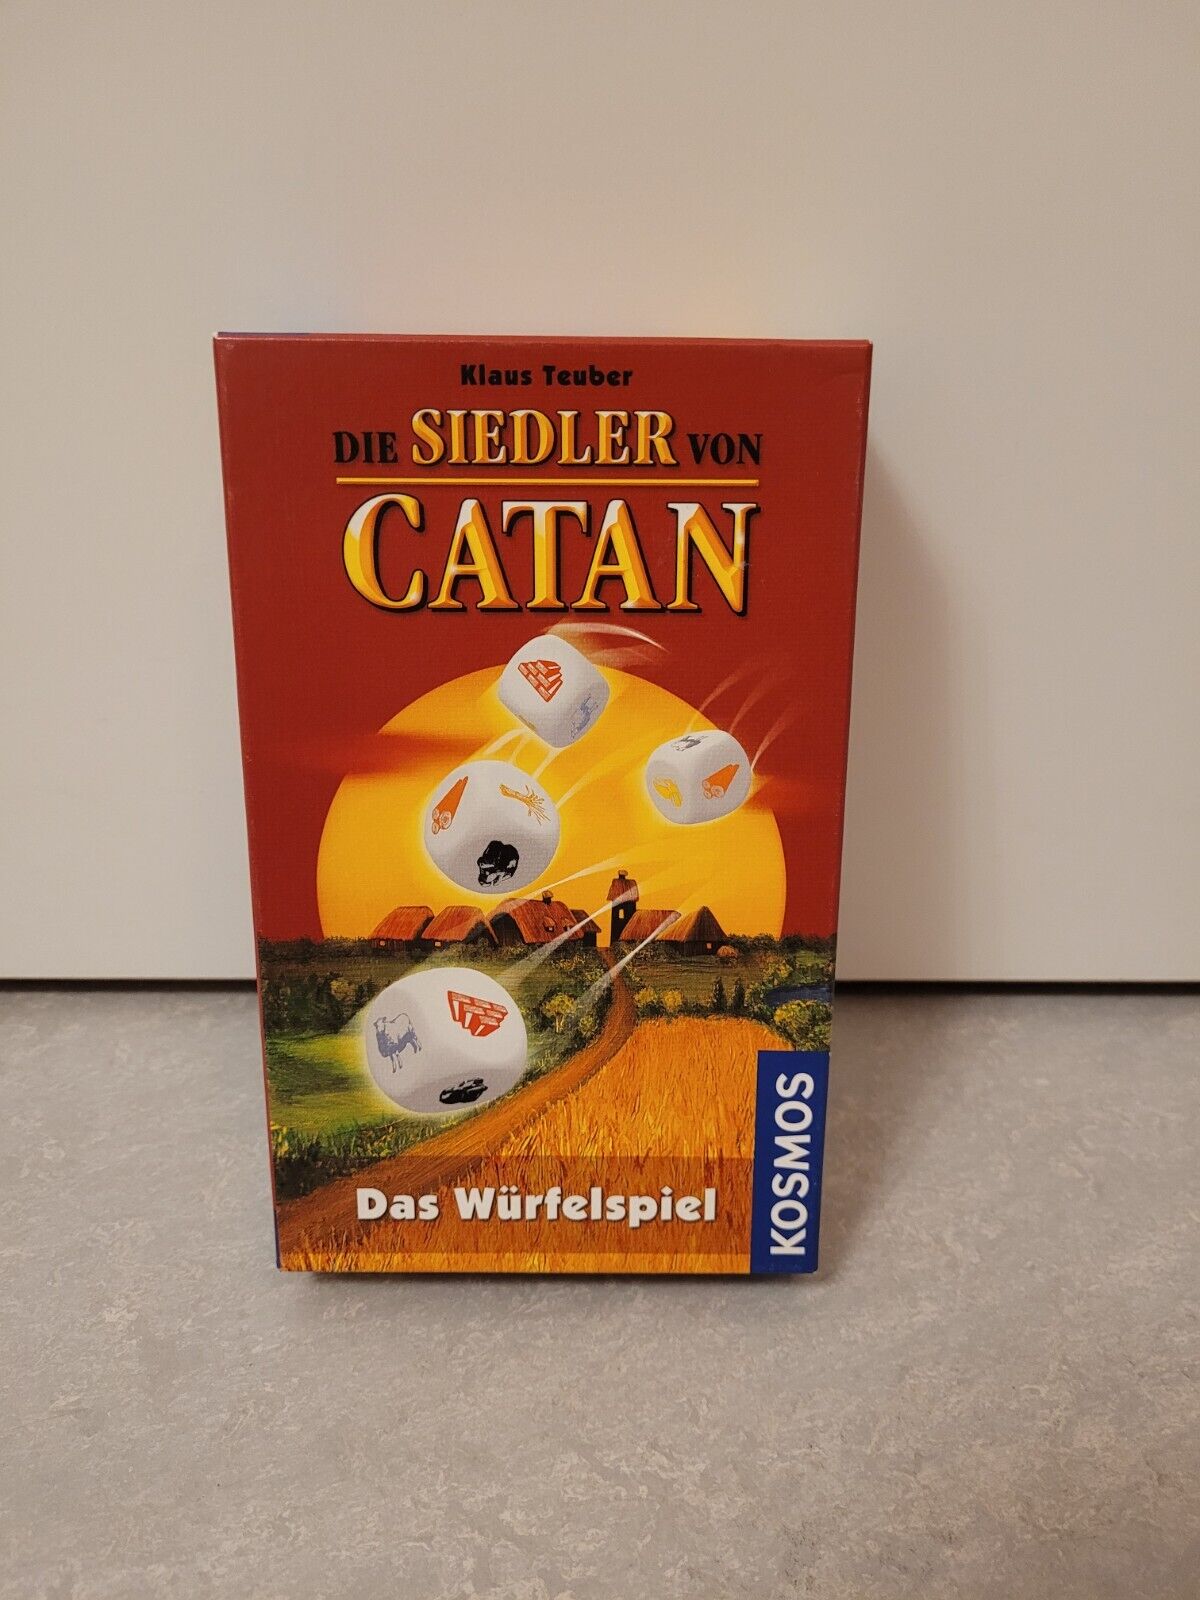 Klaus Teuber
DIE SIEDLER VON
CATAN
Das Würfelspiel
KOSMOS